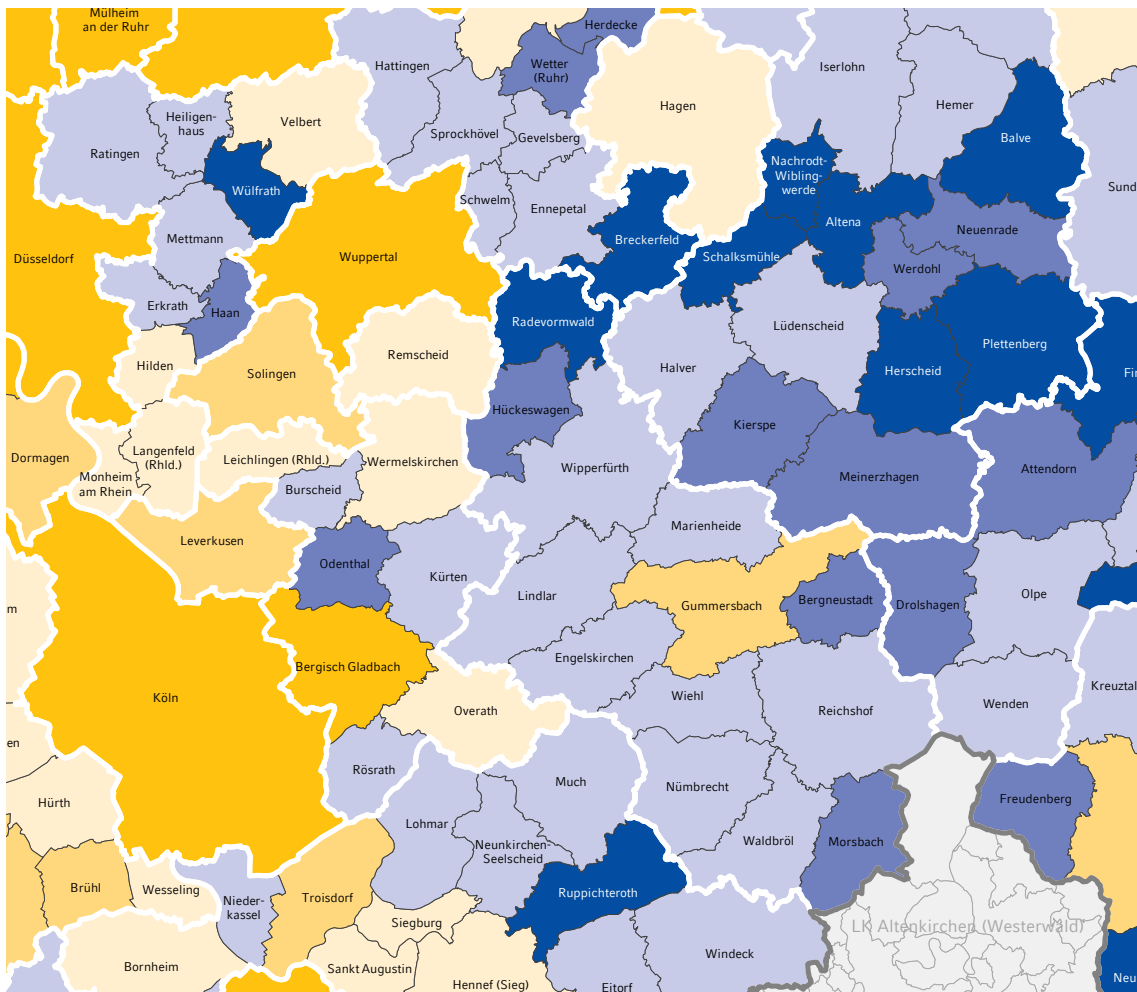 Mülheim
an der Ruhr
Herdecke
Hattingen
Wetter
(Ruhr)
Iserlohn
Hagen
Hemer
Heiligen-
haus
Velbert
Sprockhövel
Gevelsberg
Balve
Ratingen
Nachrodt-
Wibling-
werde
Wülfrath
Sund
Schwelm
Ennepetal
Altena
Neuenrade
Mettmann
Breckerfeld
Düsseldorf
Wuppertal
Schalksmühle
Werdohl
Erkrath
Haan
Radevormwald
Lüdenscheid
Plettenberg
Remscheid
Hilden
Solingen
Halver
Herscheid
Fin
Hückeswagen
Kierspe
Dormagen
Langenfeld
(Rhld.)
Leichlingen (Rhld.)
Wermelskirchen
Wipperfürth
Attendorn
Monheim
am Rhein
Burscheid
Meinerzhagen
Marienheide
Leverkusen
Odenthal
Kürten
Lindlar
Gummersbach
Bergneustadt
Drolshagen
Olpe
m
Engelskirchen
Bergisch Gladbach
Köln
Wiehl
Kreuztal
Overath
Reichshof
Wenden
en
Rösrath
Much
Nümbrecht
Hürth
Freudenberg
Lohmar
Neunkirchen-
Seelscheid
Waldbröl
Morsbach
Brühl
Wesseling
Nieder-
kassel
Troisdorf
Ruppichteroth
Siegburg
LK Altenkirchen (Westerwald)
Bornheim
Sankt Augustin
Windeck
Hennef (Sieg)
Eitorf
Neu